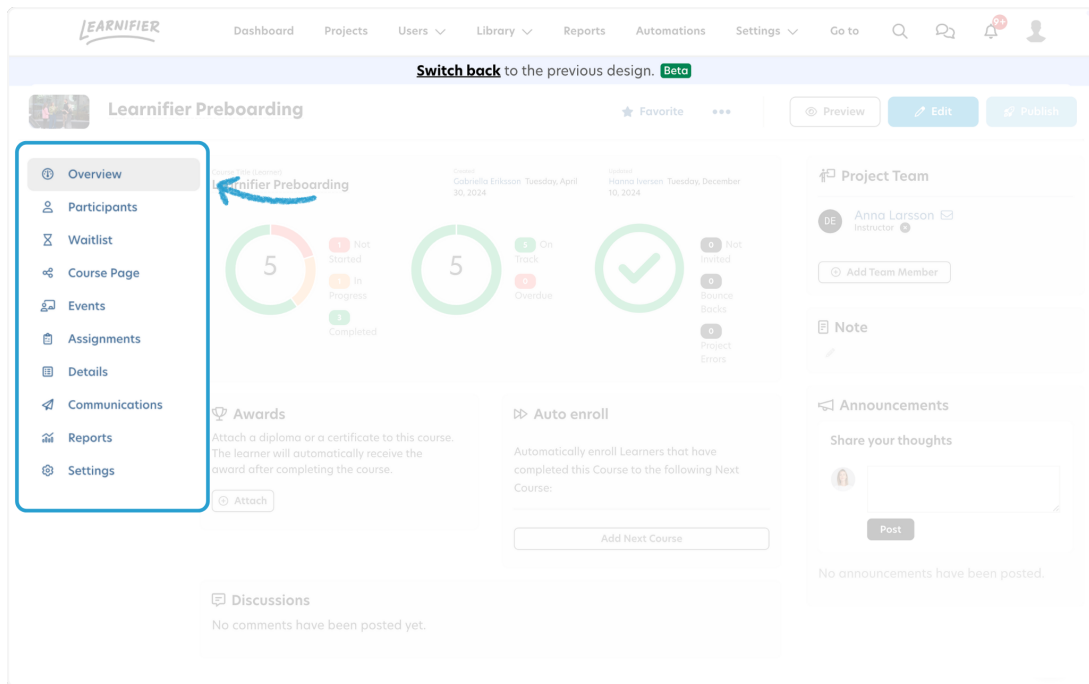 LEARNIFIER
Dashboard Projects Users Library Reports Automations Settings Go to 9+
Switch back to the previous design. Beta
Learnifier Preboarding
Favorite ••• Preview Edit Publish
Overview
Participants
Waitlist
Course Page
Events
Assignments
Details
Communications
Reports
Settings
Course Title (Learner)
Learnifier Preboarding
Created
Gabriella Eriksson Tuesday, April
30, 2024
Updated
Hanna Iversen Tuesday, December
10, 2024
5
1 Not
Started
1 In
Progress
3
Completed
5
5 On
Track
0
Overdue
0 Not
Invited
0
Bounce
Backs
0
Project
Errors
Awards
Attach a diploma or a certificate to this course.
The learner will automatically receive the
award after completing the course.
Attach
Auto enroll
Automatically enroll Learners that have
completed this Course to the following Next
Course:
Add Next Course
Discussions
No comments have been posted yet.
Project Team
DE
Anna Larsson
Instructor
Add Team Member
Note
Announcements
Share your thoughts
Post
No announcements have been posted.